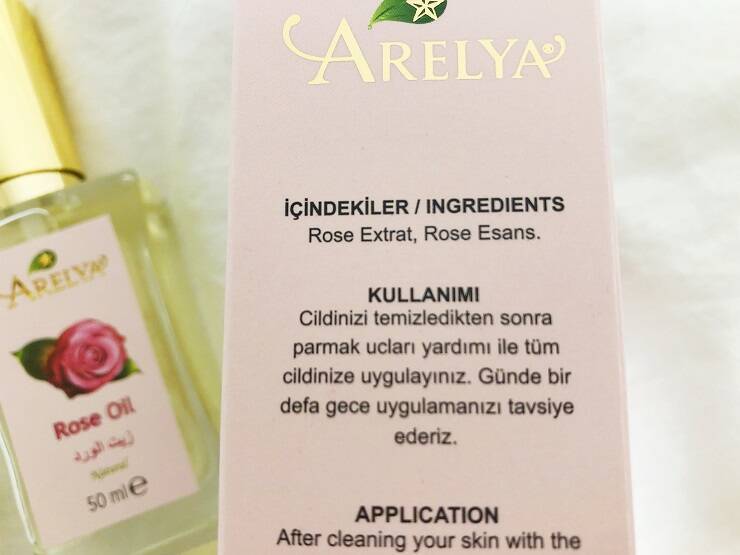 ARELYA®
İÇİNDEKİLER / INGREDIENTS
Rose Extrat, Rose Esans.
KULLANIMI
Cildinizi temizledikten sonra
parmak ucları yardımı ile tüm
cildinize uygulayınız. Günde bir
defa gece uygulamanızı tavsiye
ederiz.
APPLICATION
After cleaning your skin with the
ARELYA®
Rose Oil
زيت الورد
Natural
50 ml e